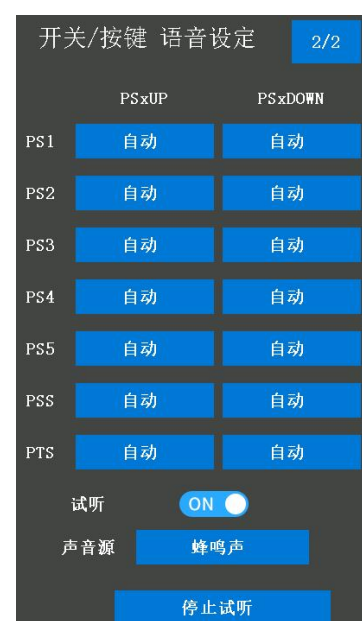 开关/按键 语音设定 2/2
PSxUP PSxDOWN
PS1 自动 自动
PS2 自动 自动
PS3 自动 自动
PS4 自动 自动
PS5 自动 自动
PSS 自动 自动
PTS 自动 自动
试听 ON
声音源 蜂鸣声
停止试听